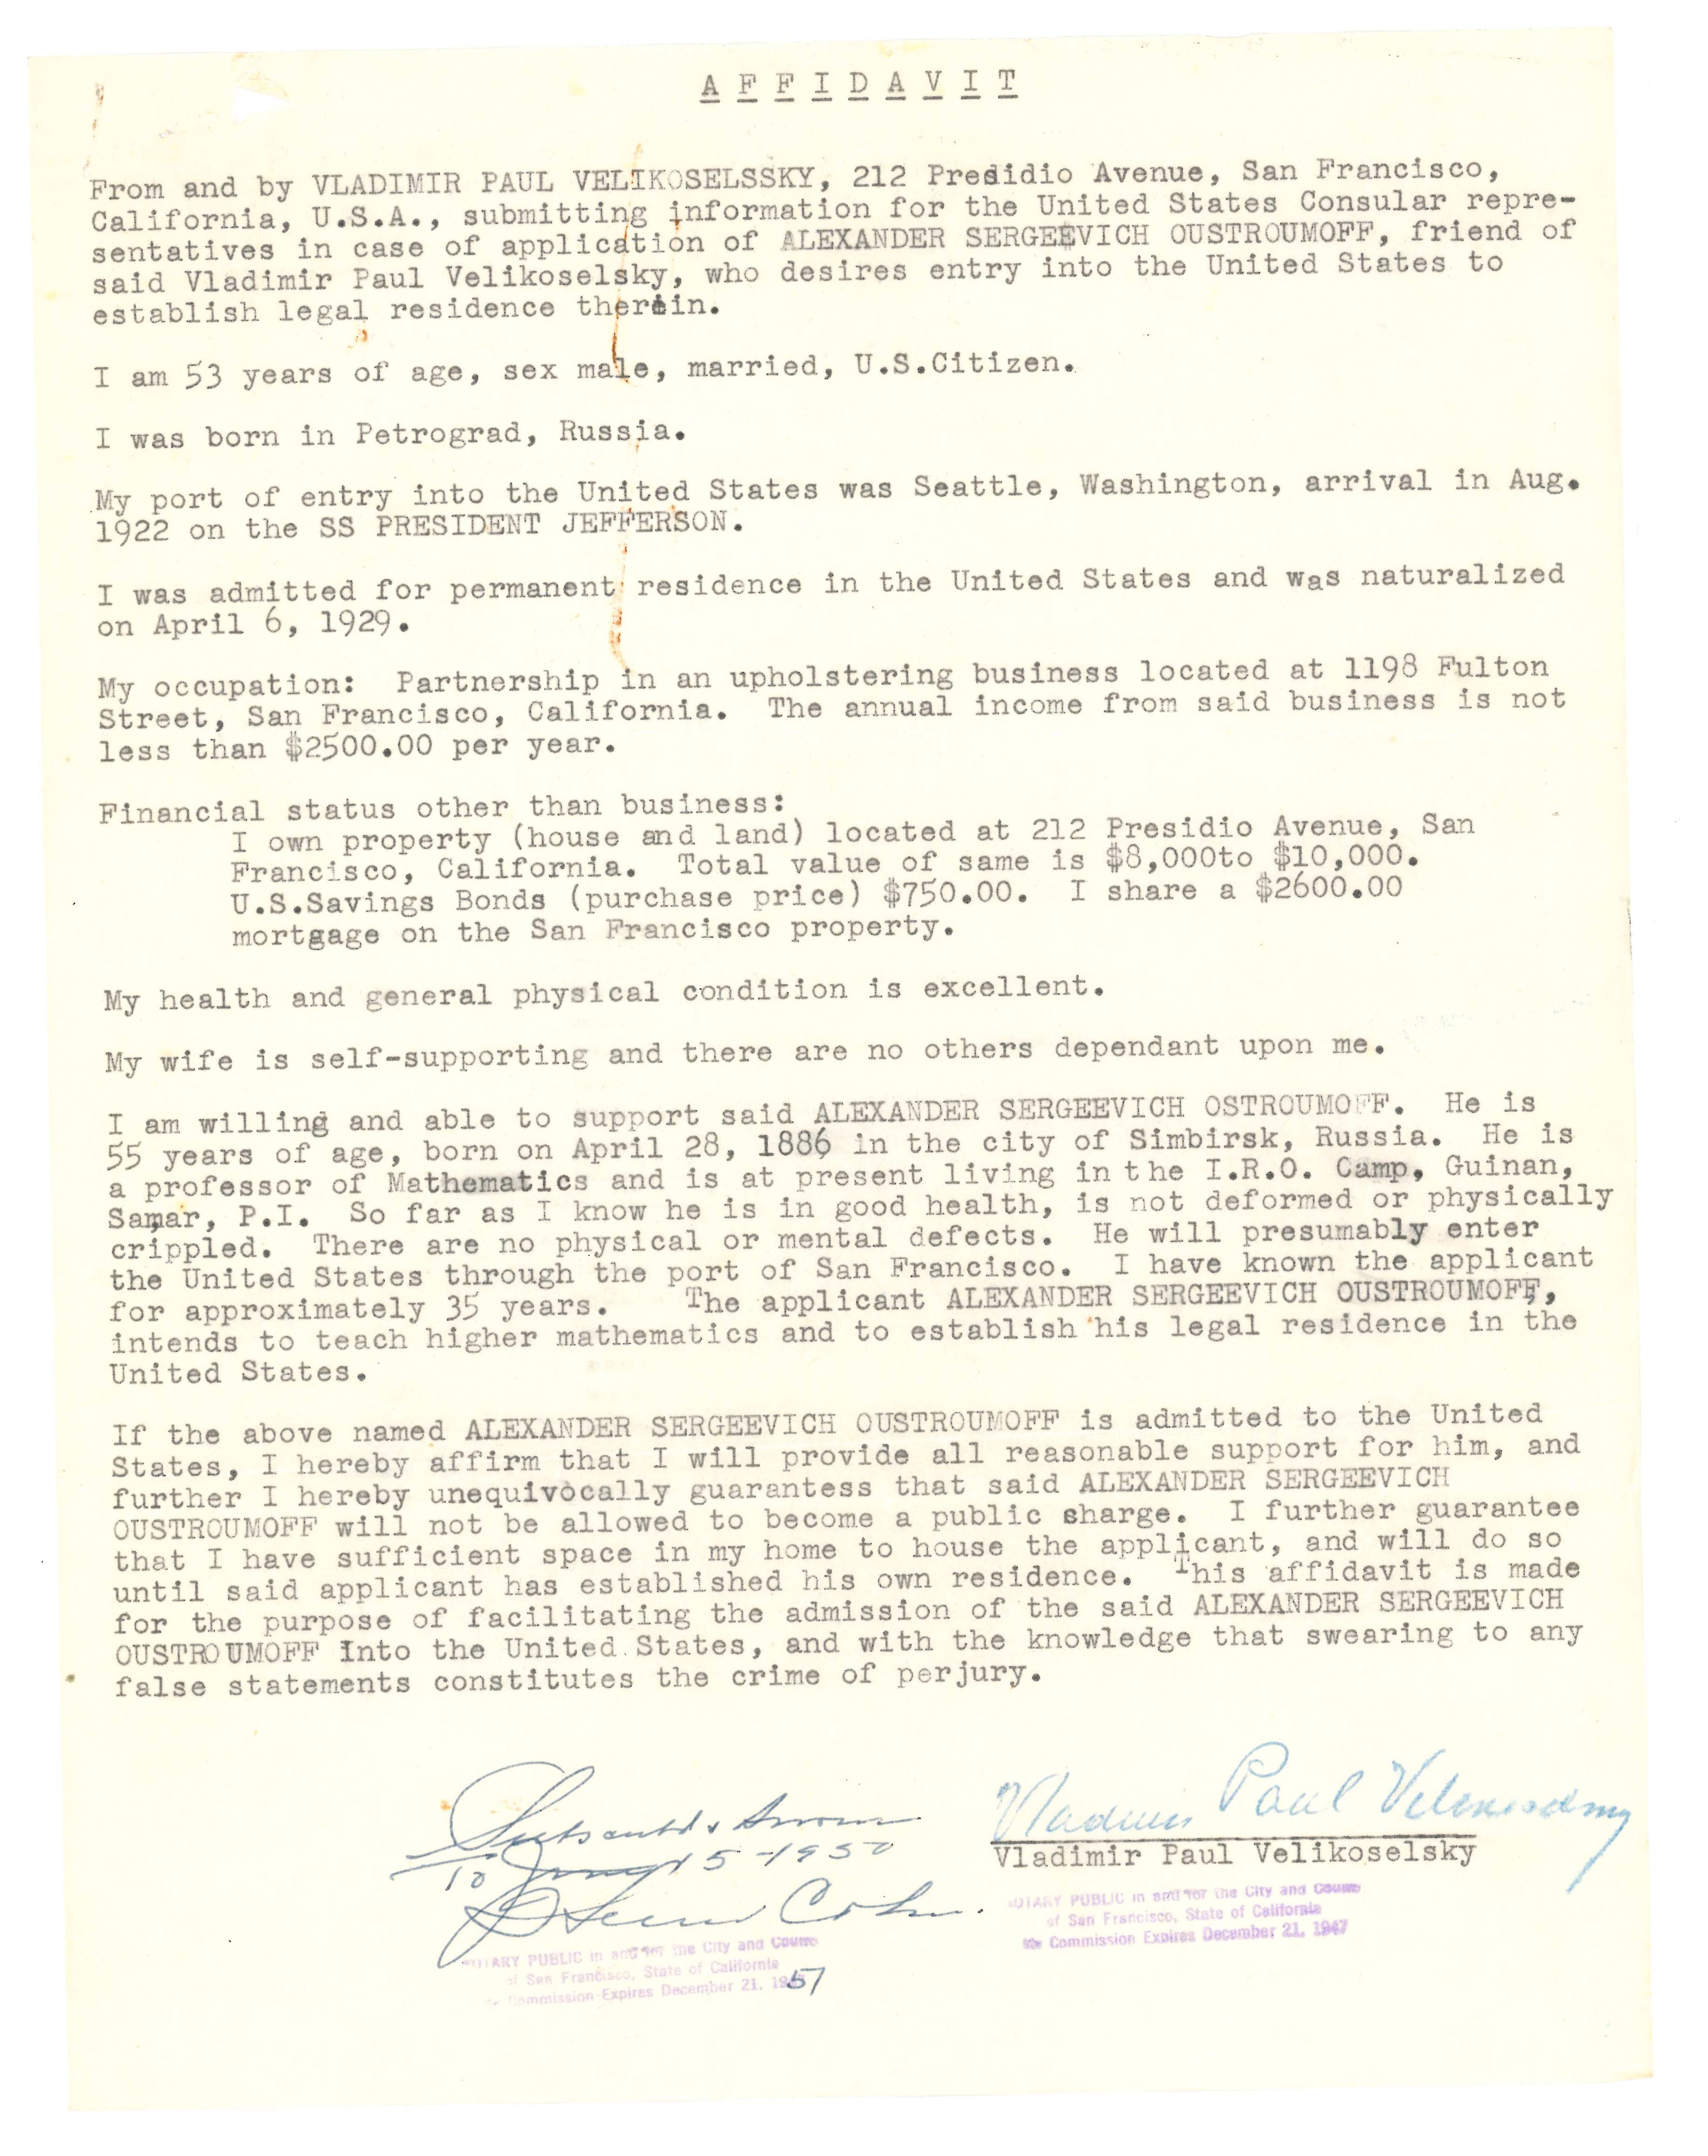 AFFIDAVIT
From and by VLADIMIR PAUL VELIKOSELSSKY, 212 Presidio Avenue, San Francisco,
California, U.S.A., submitting information for the United States Consular repre-
sentatives in case of application of ALEXANDER SERGEEVICH OUSTROUMOFF, friend of
said Vladimir Paul Velikoselsky, who desires entry into the United States to
establish legal residence therein.
I am 53 years of age, sex male, married, U.S.Citizen.
I was born in Petrograd, Russia.
My port of entry into the United States was Seattle, Washington, arrival in Aug.
1922 on the SS PRESIDENT JEFFERSON.
I was admitted for permanent residence in the United States and was naturalized
on April 6, 1929.
My occupation: Partnership in an upholstering business located at 1198 Fulton
Street, San Francisco, California. The annual income from said business is not
less than $2500.00 per year.
Financial status other than business:
I own property (house and land) located at 212 Presidio Avenue, San
Francisco, California. Total value of same is $8,000to $10,000.
U.S.Savings Bonds (purchase price) $750.00. I share a $2600.00
mortgage on the San Francisco property.
My health and general physical condition is excellent.
My wife is self-supporting and there are no others dependant upon me.
I am willing and able to support said ALEXANDER SERGEEVICH OSTROUMOFF. He is
55 years of age, born on April 28, 1886 in the city of Simbirsk, Russia. He is
a professor of Mathematics and is at present living in the I.R.O. Camp, Guinan,
Samar, P.I. So far as I know he is in good health, is not deformed or physically
crippled. There are no physical or mental defects. He will presumably enter
the United States through the port of San Francisco. I have known the applicant
for approximately 35 years. The applicant ALEXANDER SERGEEVICH OUSTROUMOFF,
intends to teach higher mathematics and to establish his legal residence in the
United States.
If the above named ALEXANDER SERGEEVICH OUSTROUMOFF is admitted to the United
States, I hereby affirm that I will provide all reasonable support for him, and
further I hereby unequivocally guarantess that said ALEXANDER SERGEEVICH
OUSTROUMOFF will not be allowed to become a public charge. I further guarantee
that I have sufficient space in my home to house the applicant, and will do so
until said applicant has established his own residence. This affidavit is made
for the purpose of facilitating the admission of the said ALEXANDER SERGEEVICH
OUSTROUMOFF Into the United States, and with the knowledge that swearing to any
false statements constitutes the crime of perjury.
Vladimir Paul Velikoselsky
Subscribed & Sworn
to 5-1950
Vladimir Paul Velikoselsky
Cohn.
NOTARY PUBLIC in and for the City and County
of San Francisco, State of California
My Commission Expires December 21, 1947
NOTARY PUBLIC in and for the City and County
of San Francisco, State of California
My Commission Expires December 21, 1951